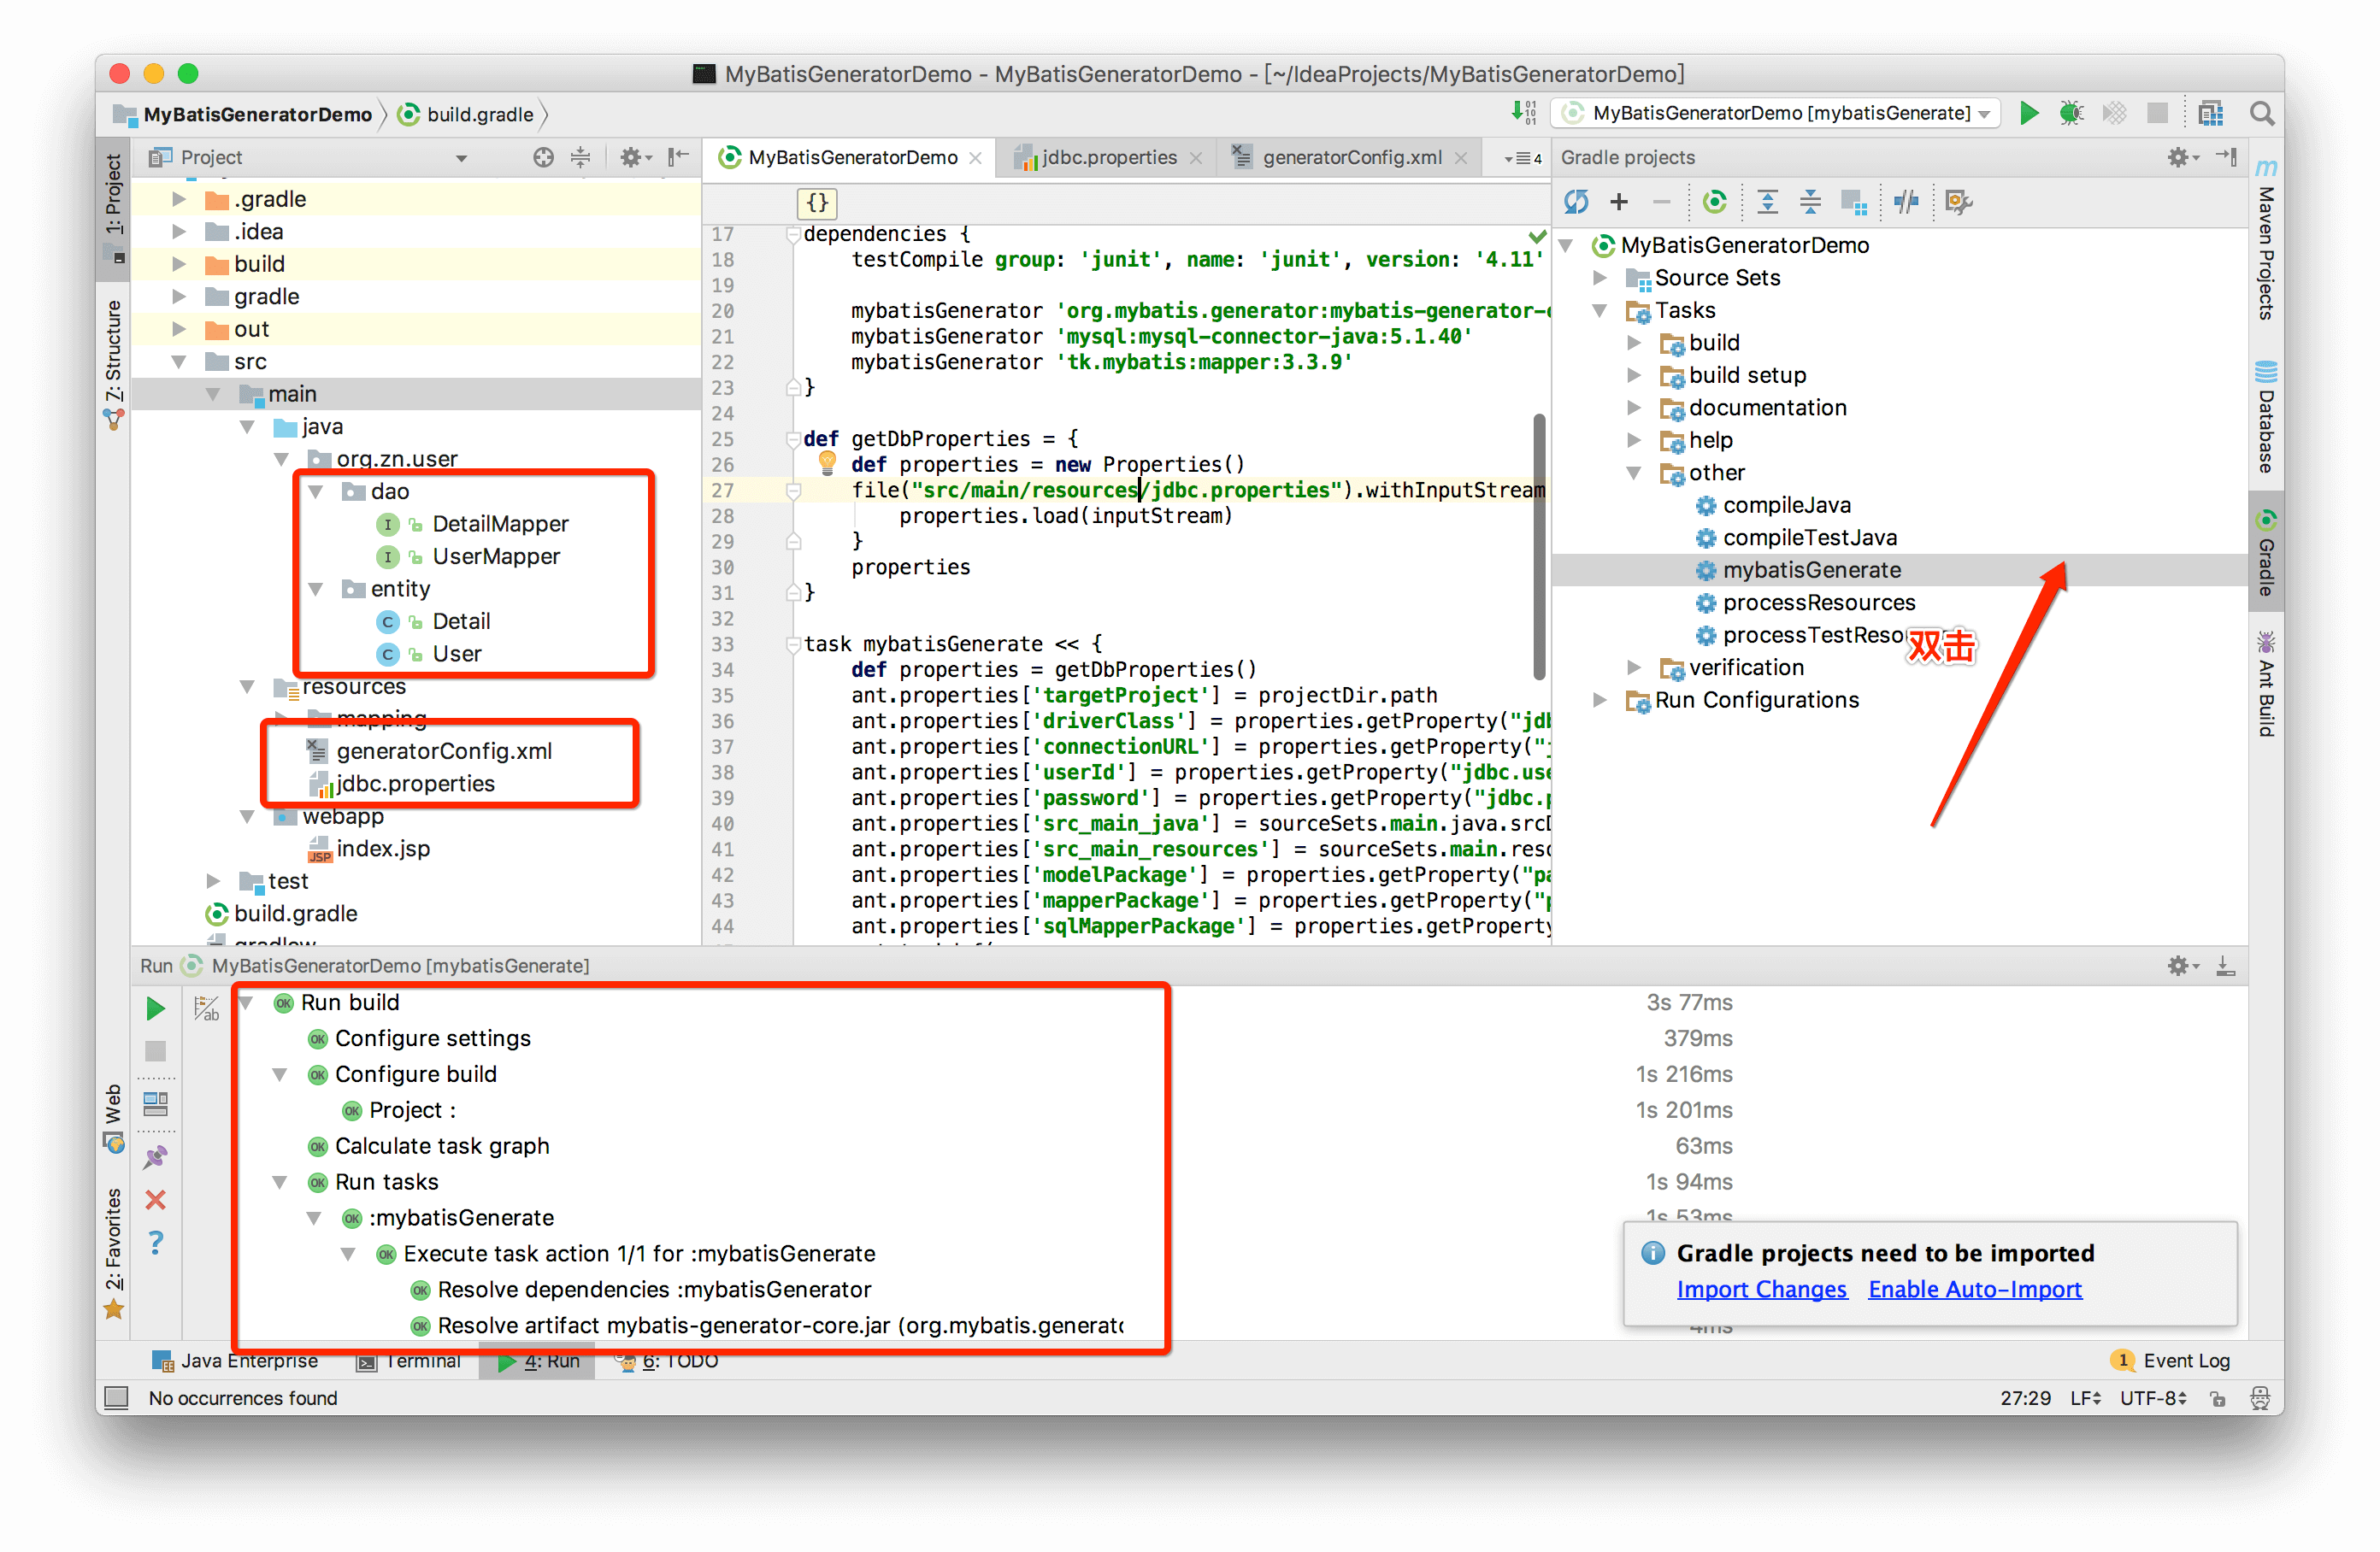 MyBatisGeneratorDemo - MyBatisGeneratorDemo - [~/IdeaProjects/MyBatisGeneratorDemo]
MyBatisGeneratorDemo
build.gradle
MyBatisGeneratorDemo [mybatisGenerate]
1: Project
7: Structure
Web
2: Favorites
Project
.gradle
.idea
build
gradle
out
src
main
java
org.zn.user
dao
DetailMapper
UserMapper
entity
Detail
User
resources
mapping
generatorConfig.xml
jdbc.properties
webapp
index.jsp
test
build.gradle
gradlew
MyBatisGeneratorDemo
jdbc.properties
generatorConfig.xml
4
{}
17 dependencies {
18 testCompile group: 'junit', name: 'junit', version: '4.11'
19
20 mybatisGenerator 'org.mybatis.generator:mybatis-generator-
21 mybatisGenerator 'mysql:mysql-connector-java:5.1.40'
22 mybatisGenerator 'tk.mybatis:mapper:3.3.9'
23 }
24
25 def getDbProperties = {
26 def properties = new Properties()
27 file("src/main/resources/jdbc.properties").withInputStream
28 properties.load(inputStream)
29 }
30 properties
31 }
32
33 task mybatisGenerate << {
34 def properties = getDbProperties()
35 ant.properties['targetProject'] = projectDir.path
36 ant.properties['driverClass'] = properties.getProperty("jdb
37 ant.properties['connectionURL'] = properties.getProperty("
38 ant.properties['userId'] = properties.getProperty("jdbc.use
39 ant.properties['password'] = properties.getProperty("jdbc.p
40 ant.properties['src_main_java'] = sourceSets.main.java.src
41 ant.properties['src_main_resources'] = sourceSets.main.reso
42 ant.properties['modelPackage'] = properties.getProperty("pa
43 ant.properties['mapperPackage'] = properties.getProperty("p
44 ant.properties['sqlMapperPackage'] = properties.getProperty
Gradle projects
MyBatisGeneratorDemo
Source Sets
Tasks
build
build setup
documentation
help
other
compileJava
compileTestJava
mybatisGenerate
processResources
processTestReso
双击
verification
Run Configurations
Maven Projects
Database
Gradle
Ant Build
Run MyBatisGeneratorDemo [mybatisGenerate]
Run build 3s 77ms
Configure settings 379ms
Configure build 1s 216ms
Project : 1s 201ms
Calculate task graph 63ms
Run tasks 1s 94ms
:mybatisGenerate 1s 53ms
Execute task action 1/1 for :mybatisGenerate
Resolve dependencies :mybatisGenerator
Resolve artifact mybatis-generator-core.jar (org.mybatis.generato
4ms
Gradle projects need to be imported
Import Changes Enable Auto-Import
Java Enterprise
Terminal
4: Run
6: TODO
1 Event Log
No occurrences found
27:29 LF UTF-8